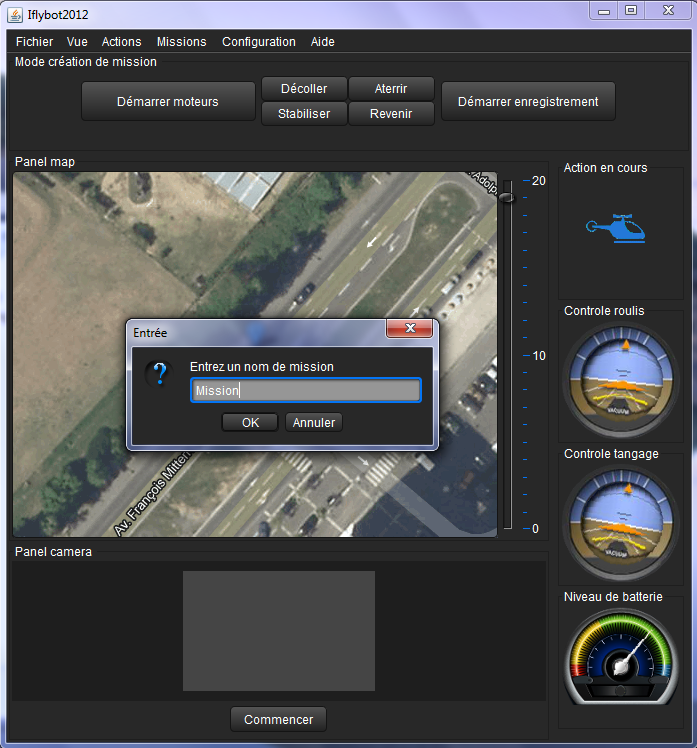 Iflybot2012
Fichier Vue Actions Missions Configuration Aide
Mode création de mission
Démarrer moteurs
Décoller Aterrir
Stabiliser Revenir
Démarrer enregistrement
Panel map
Adolp.
20
10
0
Entrée
?
Entrez un nom de mission
Mission
OK Annuler
Av. François Mitterr
Action en cours
Controle roulis
VACUUM
Controle tangage
VACUUM
Niveau de batterie
Panel camera
Commencer